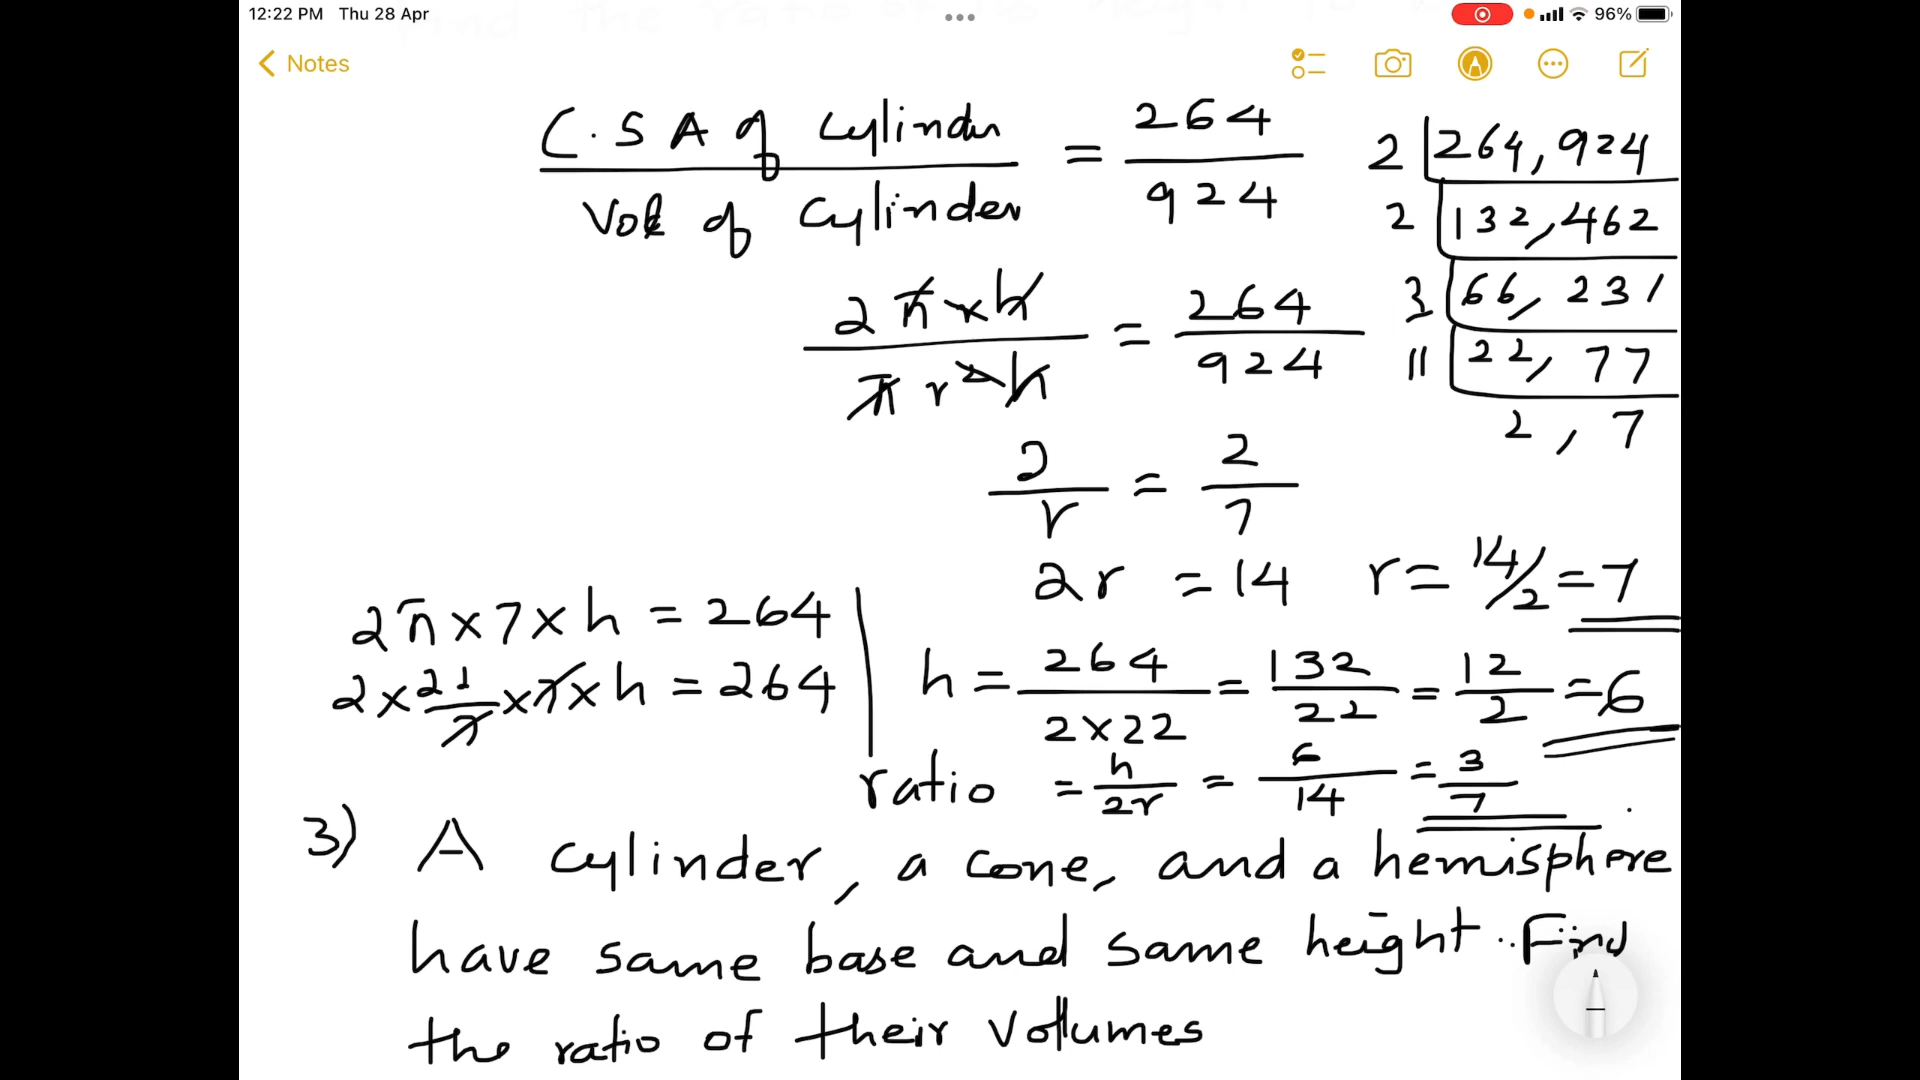 12:22 PM Thu 28 Apr
96%
Notes
C.S A of cylinder / Vol of cylinder = 264 / 924
2πrh / πr²h = 264 / 924
2 / r = 2 / 7
2r = 14 r = 14/2 = 7
2 | 264, 924
2 | 132, 462
3 | 66, 231
11 | 22, 77
2, 7
2π x 7 x h = 264
2 x 22/7 x 7 x h = 264
h = 264 / 2 x 22 = 132 / 22 = 12 / 2 = 6
ratio = h / 2r = 6 / 14 = 3 / 7
3) A cylinder, a cone, and a hemisphere
have same base and same height. Find
the ratio of their volumes